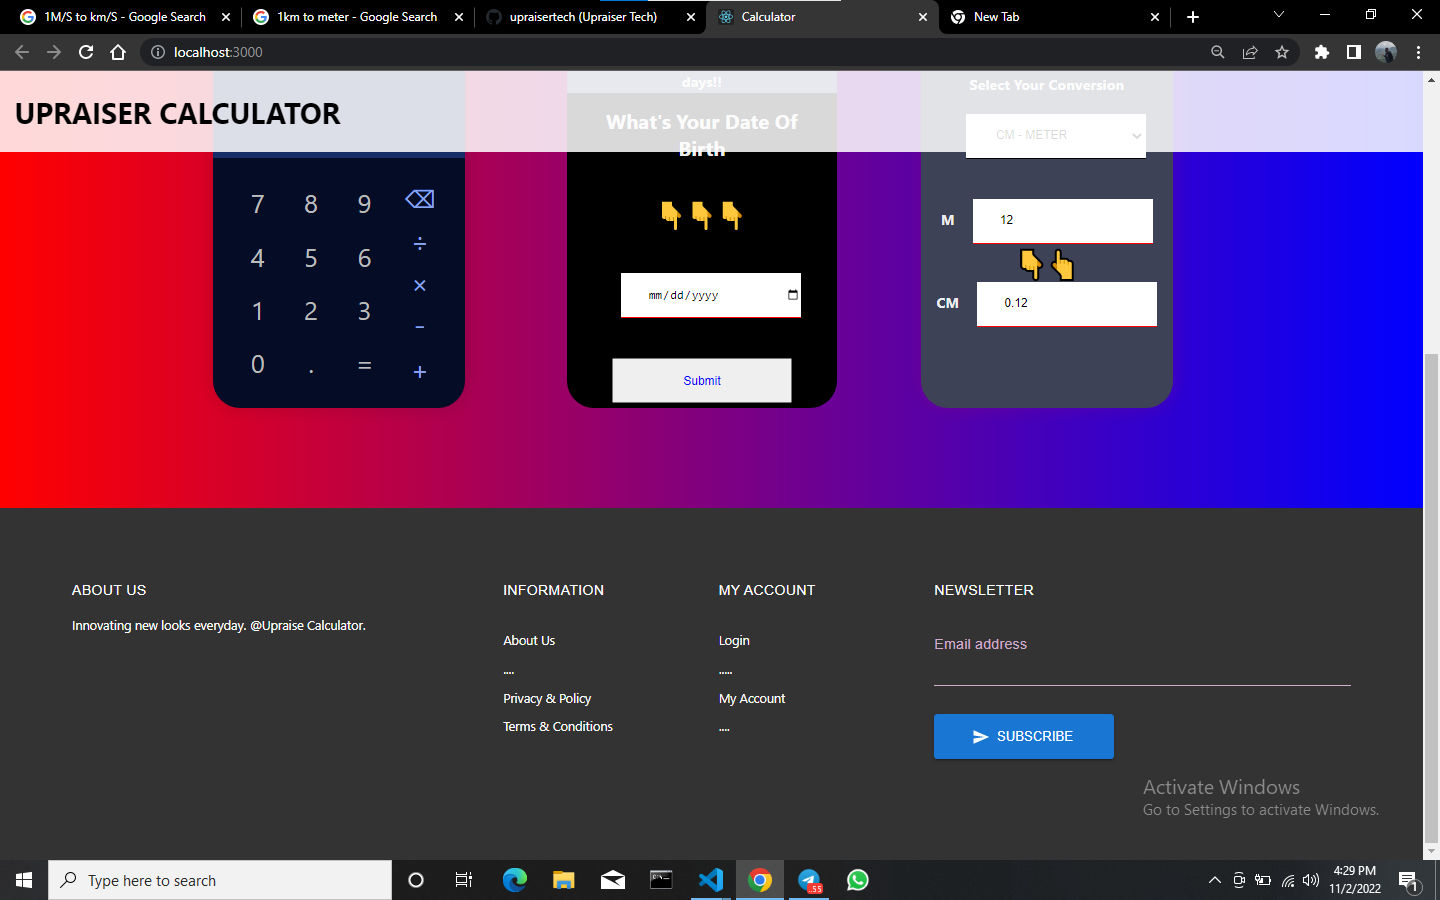 1M/S to km/S - Google Search
1km to meter - Google Search
upraisertech (Upraiser Tech)
Calculator
New Tab
localhost:3000
UPRAISER CALCULATOR
7 8 9 ⌫
÷
4 5 6
×
1 2 3
-
0 . =
+
days!!
What's Your Date Of
Birth
👇👇👇
mm/dd/yyyy
Submit
Select Your Conversion
CM - METER
M
12
👇👆
CM
0.12
ABOUT US
Innovating new looks everyday. @Upraise Calculator.
INFORMATION
About Us
....
Privacy & Policy
Terms & Conditions
MY ACCOUNT
Login
.....
My Account
....
NEWSLETTER
Email address
SUBSCRIBE
Activate Windows
Go to Settings to activate Windows.
Type here to search
.55
4:29 PM
11/2/2022
1